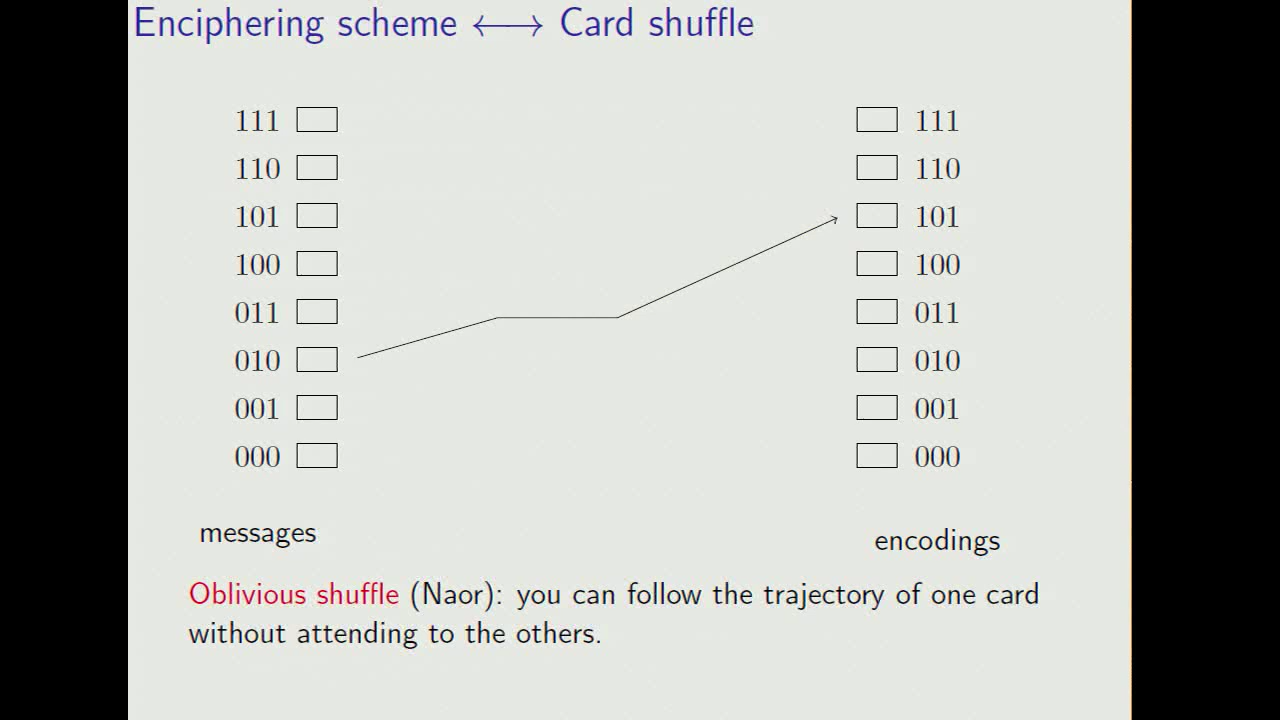 Enciphering scheme ⟷ Card shuffle
111 111
110 110
101 101
100 100
011 011
010 010
001 001
000 000
messages
encodings
Oblivious shuffle (Naor): you can follow the trajectory of one card
without attending to the others.